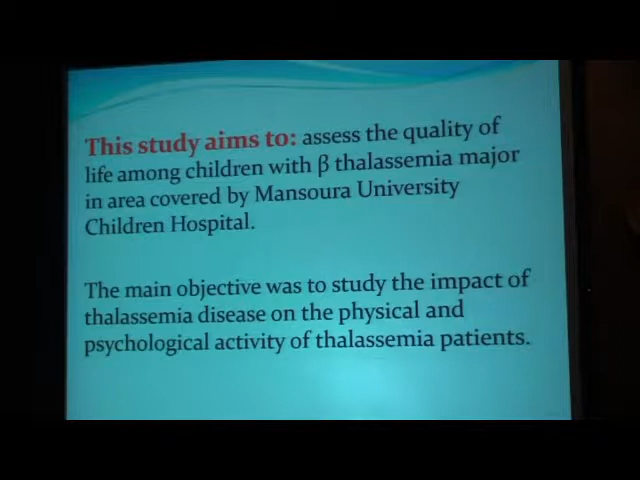 This study aims to: assess the quality of
life among children with β thalassemia major
in area covered by Mansoura University
Children Hospital.
The main objective was to study the impact of
thalassemia disease on the physical and
psychological activity of thalassemia patients.